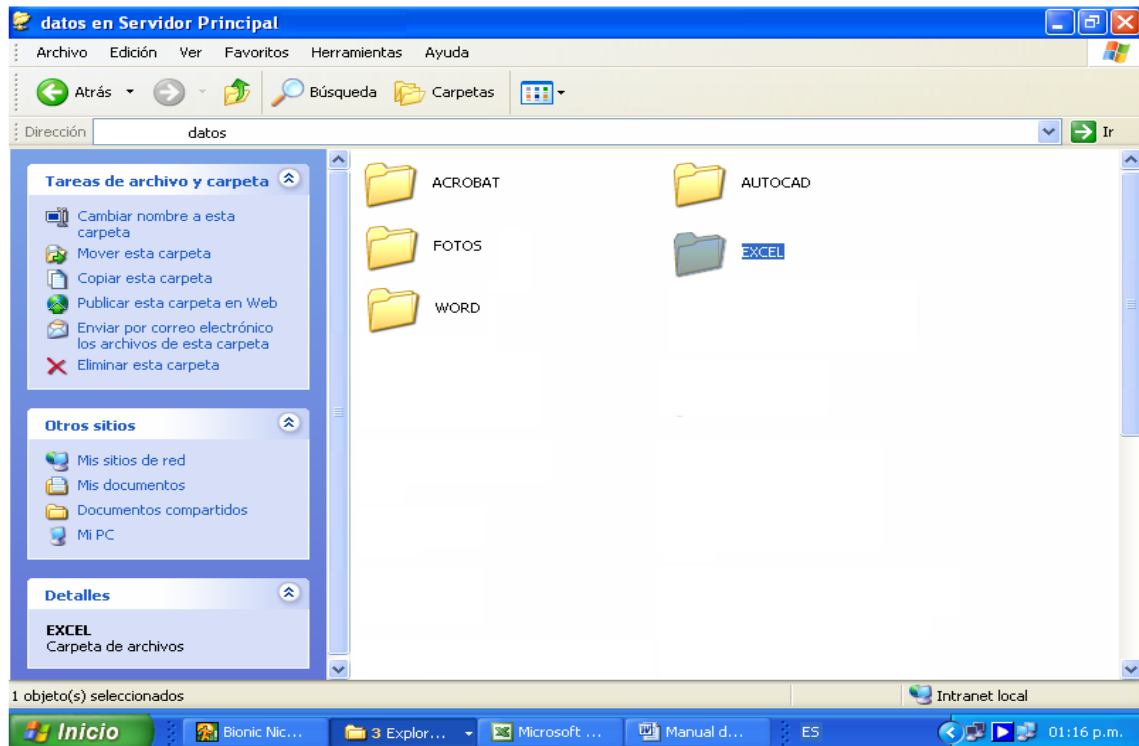 datos en Servidor Principal
Archivo Edición Ver Favoritos Herramientas Ayuda
Atrás Búsqueda Carpetas
Dirección datos Ir
Tareas de archivo y carpeta
Cambiar nombre a esta
carpeta
Mover esta carpeta
Copiar esta carpeta
Publicar esta carpeta en Web
Enviar por correo electrónico
los archivos de esta carpeta
Eliminar esta carpeta
Otros sitios
Mis sitios de red
Mis documentos
Documentos compartidos
Mi PC
Detalles
EXCEL
Carpeta de archivos
ACROBAT AUTOCAD
FOTOS EXCEL
WORD
1 objeto(s) seleccionados Intranet local
Inicio Bionic Nic... 3 Explor... Microsoft ... Manual d... ES 01:16 p.m.